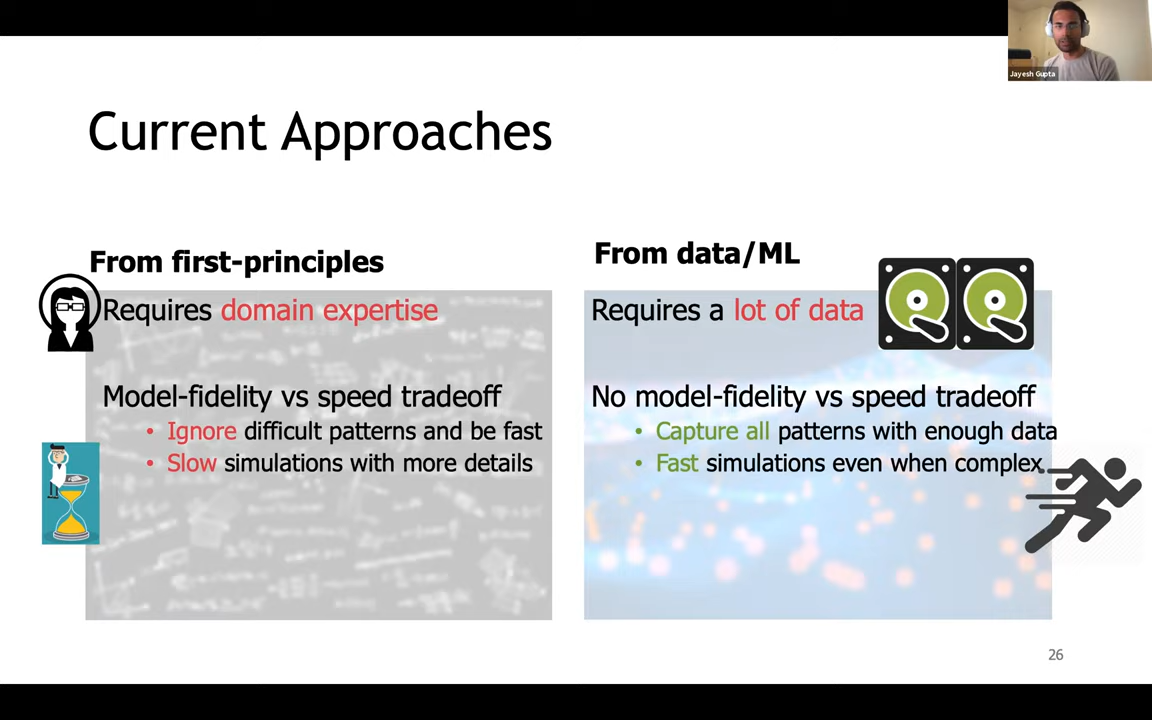 Jayesh Gupta
Current Approaches
From first-principles
Requires domain expertise
Model-fidelity vs speed tradeoff
• Ignore difficult patterns and be fast
• Slow simulations with more details
From data/ML
Requires a lot of data
No model-fidelity vs speed tradeoff
• Capture all patterns with enough data
• Fast simulations even when complex
26